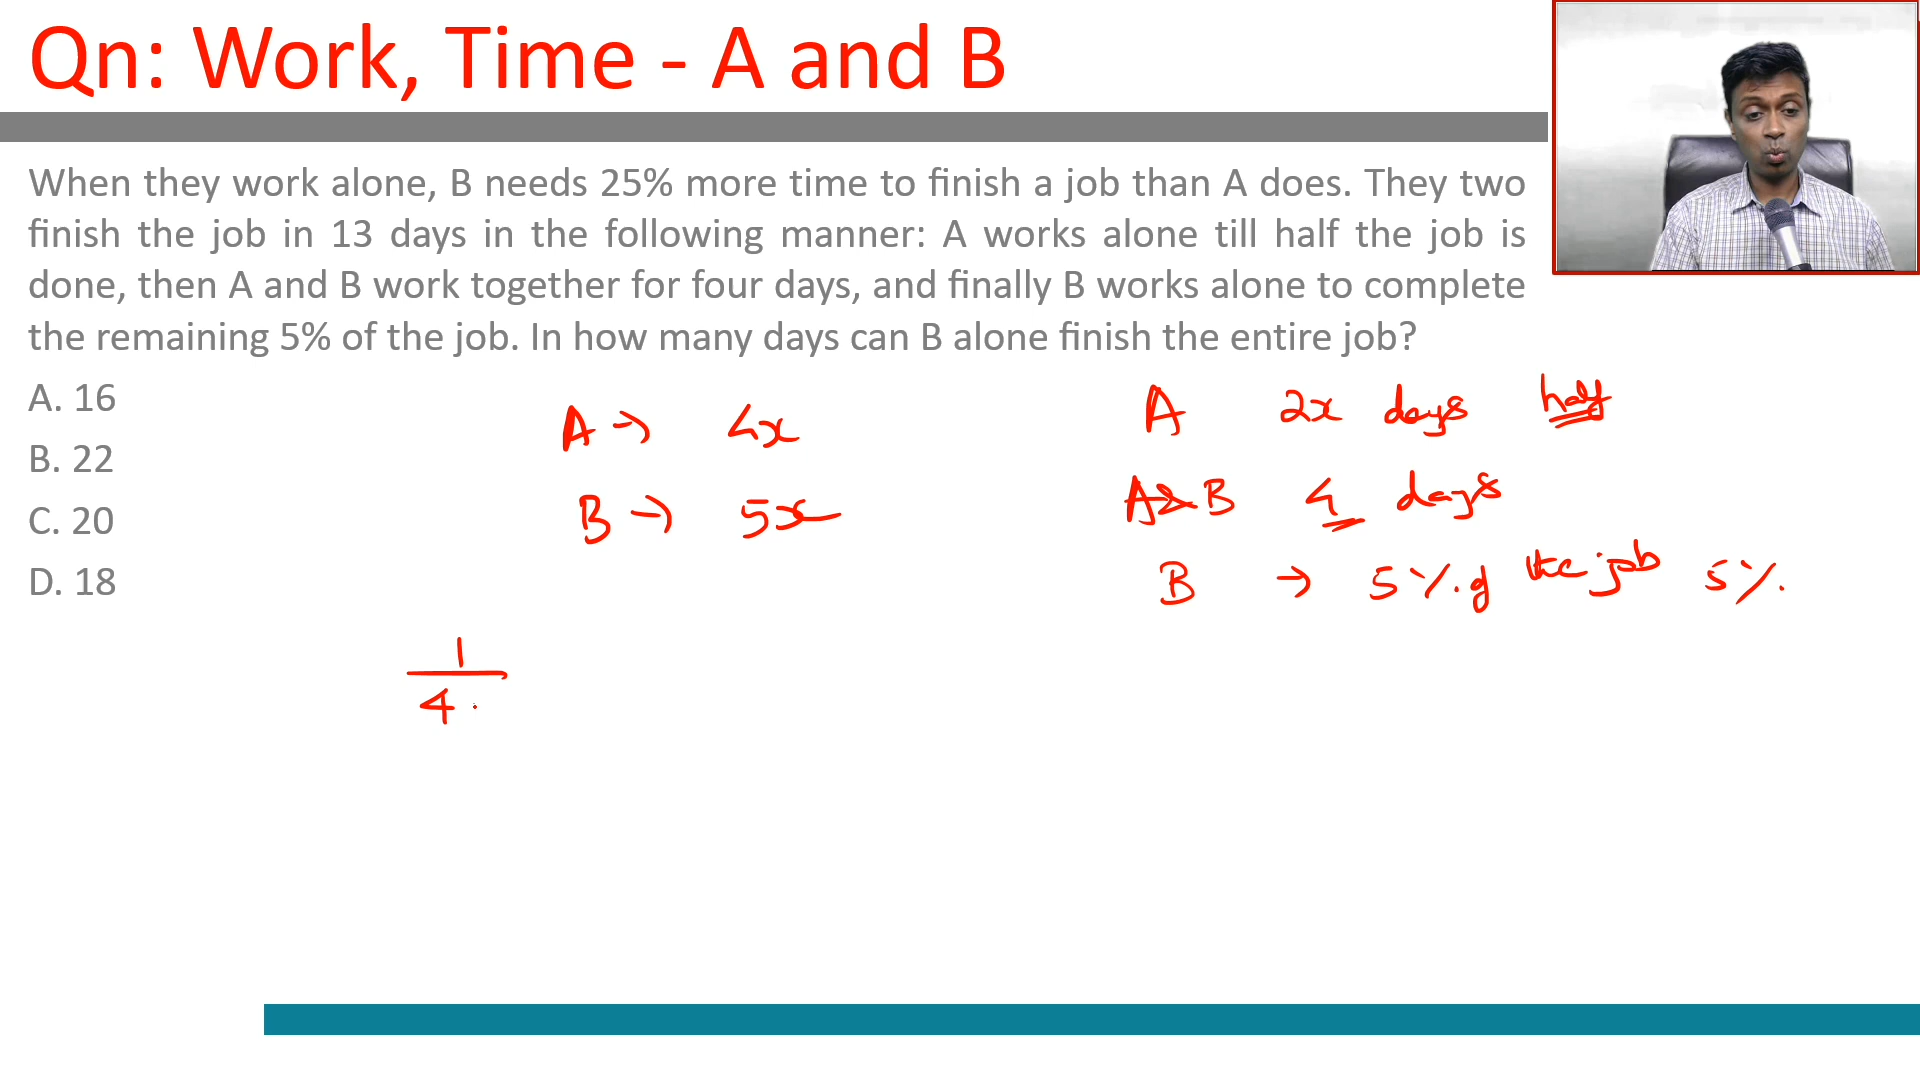 Qn: Work, Time - A and B
When they work alone, B needs 25% more time to finish a job than A does. They two
finish the job in 13 days in the following manner: A works alone till half the job is
done, then A and B work together for four days, and finally B works alone to complete
the remaining 5% of the job. In how many days can B alone finish the entire job?
A. 16
B. 22
C. 20
D. 18
A → 4x
B → 5x
A 2x days half
A&B 4 days
B → 5% of the job 5%
1
4